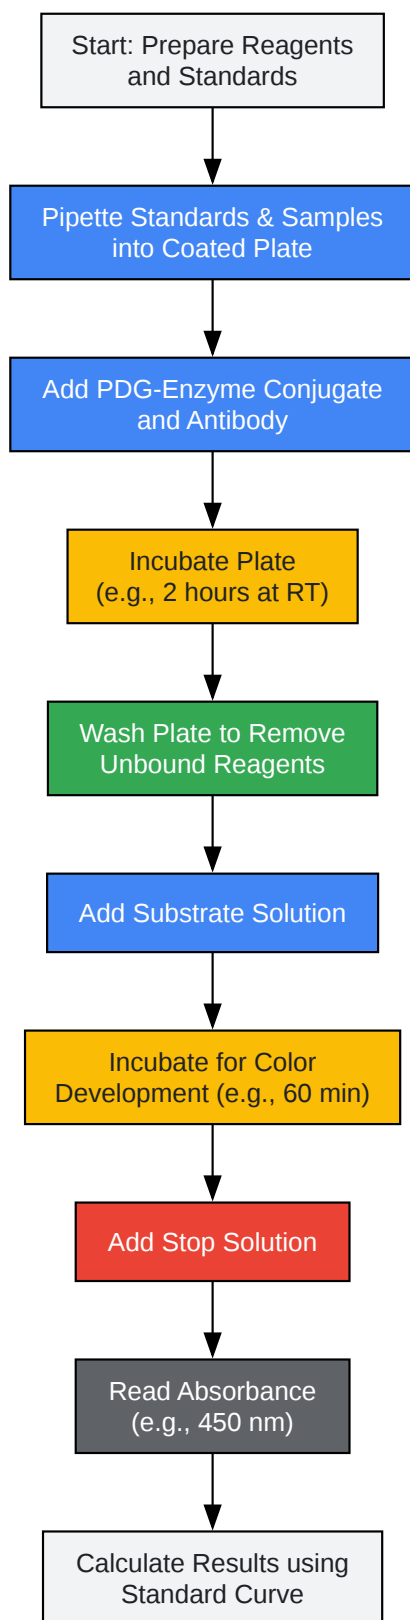 Start: Prepare Reagents
and Standards
Pipette Standards & Samples
into Coated Plate
Add PDG-Enzyme Conjugate
and Antibody
Incubate Plate
(e.g., 2 hours at RT)
Wash Plate to Remove
Unbound Reagents
Add Substrate Solution
Incubate for Color
Development (e.g., 60 min)
Add Stop Solution
Read Absorbance
(e.g., 450 nm)
Calculate Results using
Standard Curve